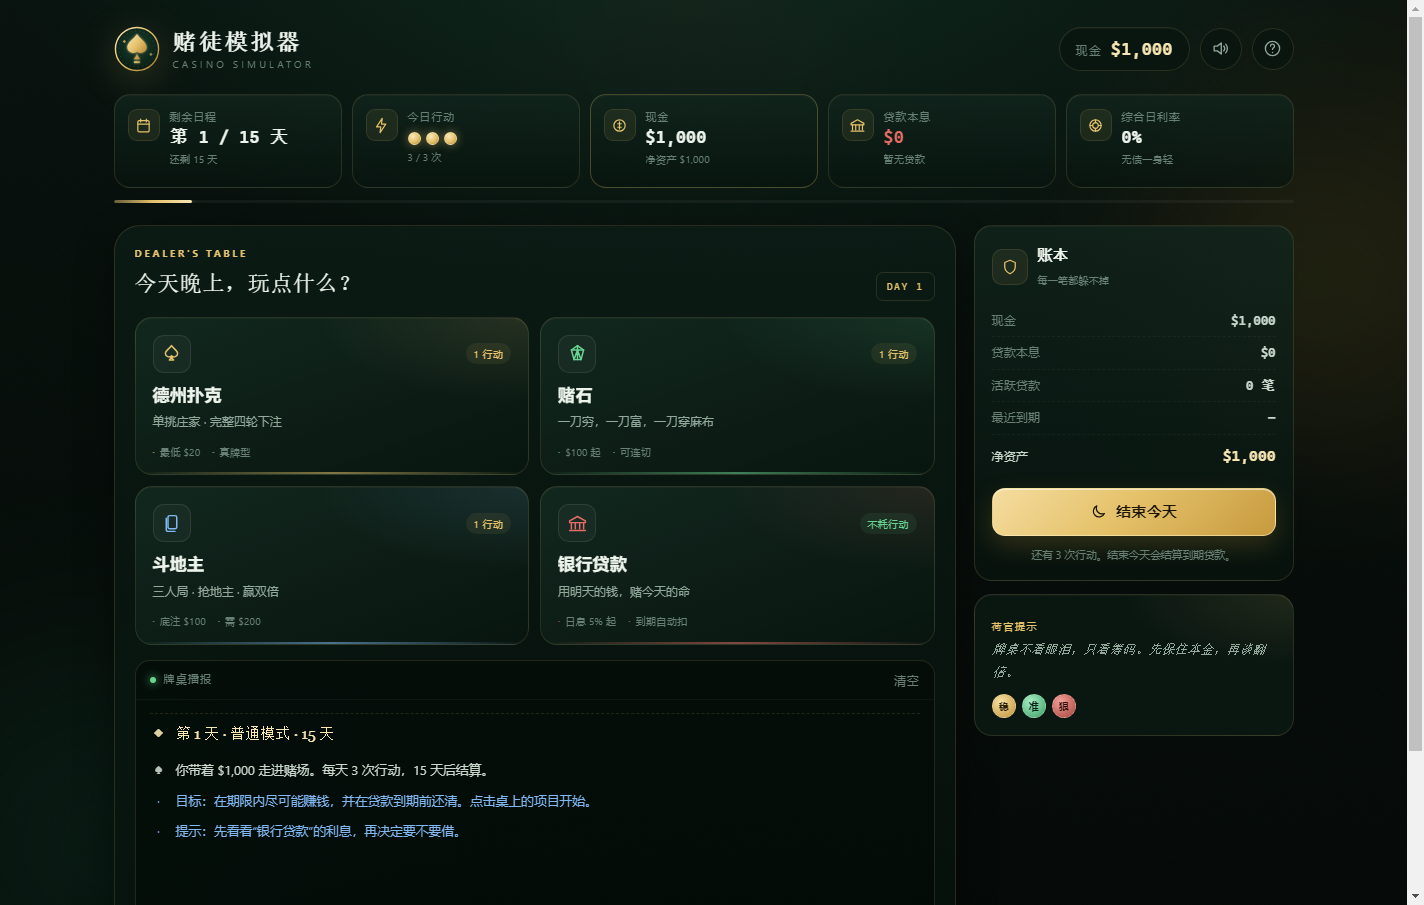 赌徒模拟器
CASINO SIMULATOR
现金 $1,000
剩余日程
第 1 / 15 天
还剩 15 天
今日行动
3 / 3 次
现金
$1,000
净资产 $1,000
贷款本息
$0
暂无贷款
综合日利率
0%
无债一身轻
DEALER'S TABLE
今天晚上，玩点什么？
DAY 1
1 行动
德州扑克
单挑庄家 · 完整四轮下注
· 最低 $20 · 真牌型
1 行动
赌石
一刀穷，一刀富，一刀穿麻布
· $100 起 · 可连切
1 行动
斗地主
三人局 · 抢地主 · 赢双倍
· 底注 $100 · 需 $200
不耗行动
银行贷款
用明天的钱，赌今天的命
· 日息 5% 起 · 到期自动扣
牌桌播报
清空
◆ 第 1 天 · 普通模式 · 15 天
♠ 你带着 $1,000 走进赌场。每天 3 次行动，15 天后结算。
· 目标：在期限内尽可能赚钱，并在贷款到期前还清。点击桌上的项目开始。
· 提示：先看看“银行贷款”的利息，再决定要不要借。
账本
每一笔都躲不掉
现金 $1,000
贷款本息 $0
活跃贷款 0 笔
最近到期 —
净资产 $1,000
结束今天
还有 3 次行动。结束今天会结算到期贷款。
荷官提示
牌桌不看眼泪，只看筹码。先保住本金，再谈翻
倍。
稳 准 狠